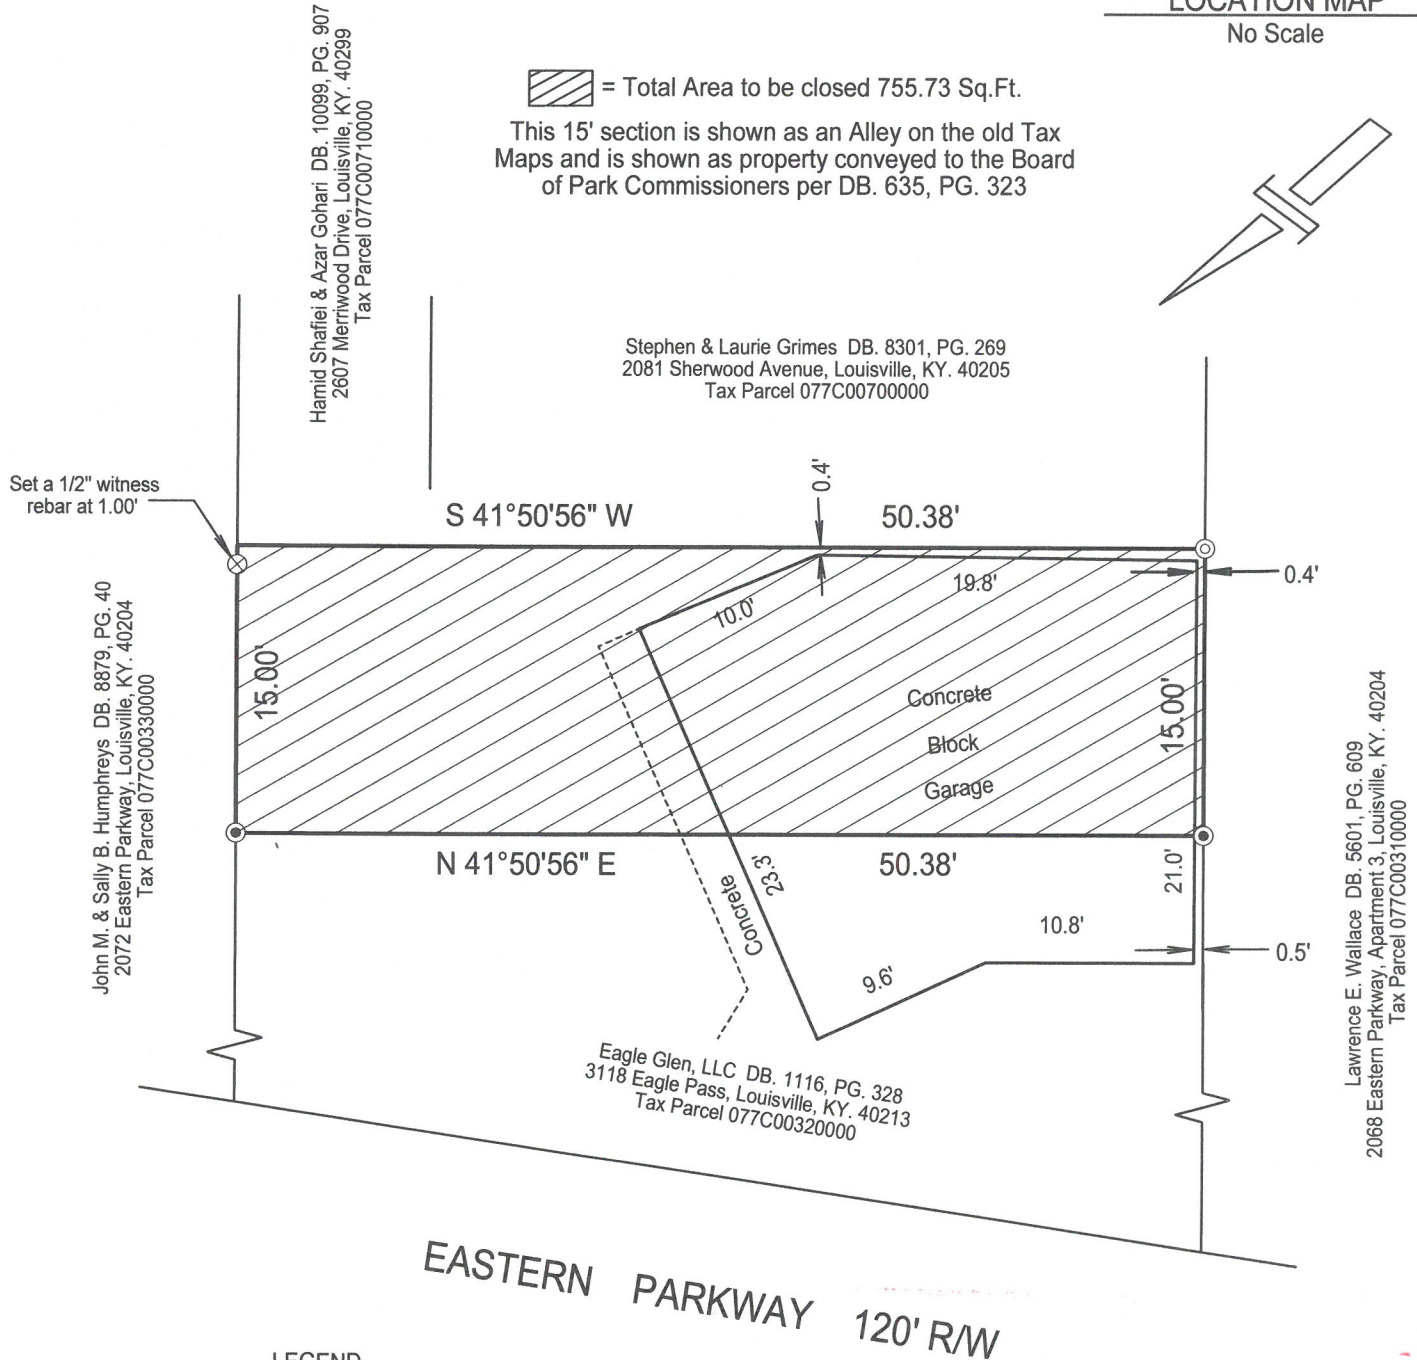 LOCATION MAP
No Scale
= Total Area to be closed 755.73 Sq.Ft.
This 15' section is shown as an Alley on the old Tax
Maps and is shown as property conveyed to the Board
of Park Commissioners per DB. 635, PG. 323
Hamid Shafiei & Azar Gohari DB. 10099, PG. 907
2607 Merriwood Drive, Louisville, KY. 40299
Tax Parcel 077C00710000
Stephen & Laurie Grimes DB. 8301, PG. 269
2081 Sherwood Avenue, Louisville, KY. 40205
Tax Parcel 077C00700000
Set a 1/2" witness
rebar at 1.00'
S 41°50'56" W
0.4'
50.38'
0.4'
19.8'
10.0'
15.00'
Concrete
Block
Garage
15.00'
John M. & Sally B. Humphreys DB. 8879, PG. 40
2072 Eastern Parkway, Louisville, KY. 40204
Tax Parcel 077C00330000
Lawrence E. Wallace DB. 5601, PG. 609
2068 Eastern Parkway, Apartment 3, Louisville, KY. 40204
Tax Parcel 077C00310000
N 41°50'56" E
50.38'
23.3'
Concrete
21.0'
10.8'
0.5'
9.6'
Eagle Glen, LLC DB. 1116, PG. 328
3118 Eagle Pass, Louisville, KY. 40213
Tax Parcel 077C00320000
EASTERN PARKWAY 120' R/W
LEGEND